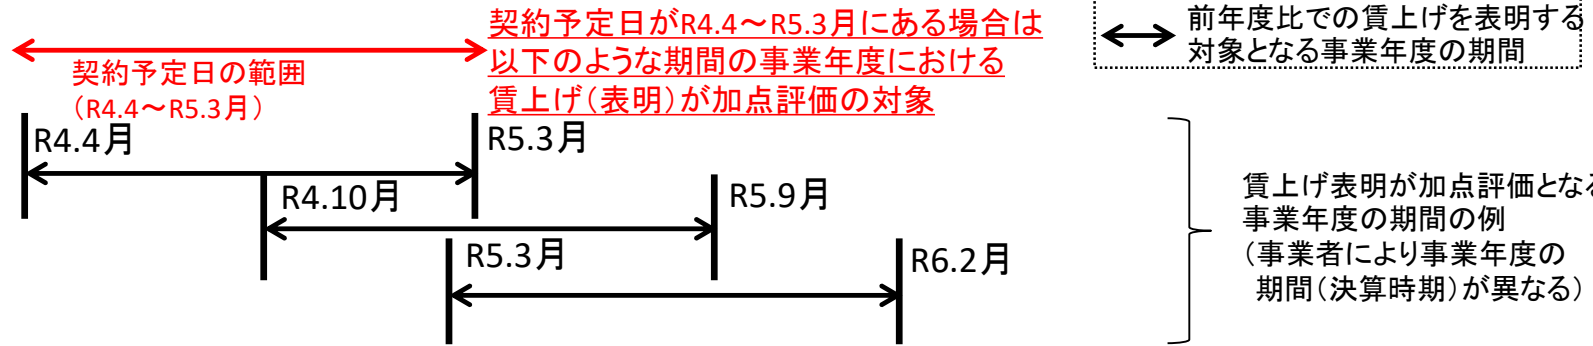 契約予定日がR4.4～R5.3月にある場合は
以下のような期間の事業年度における
賃上げ（表明）が加点評価の対象
前年度比での賃上げを表明する
対象となる事業年度の期間
契約予定日の範囲
（R4.4～R5.3月）
R4.4月
R5.3月
R4.10月
R5.9月
R5.3月
R6.2月
賃上げ表明が加点評価となる
事業年度の期間の例
（事業者により事業年度の
期間（決算時期）が異なる）